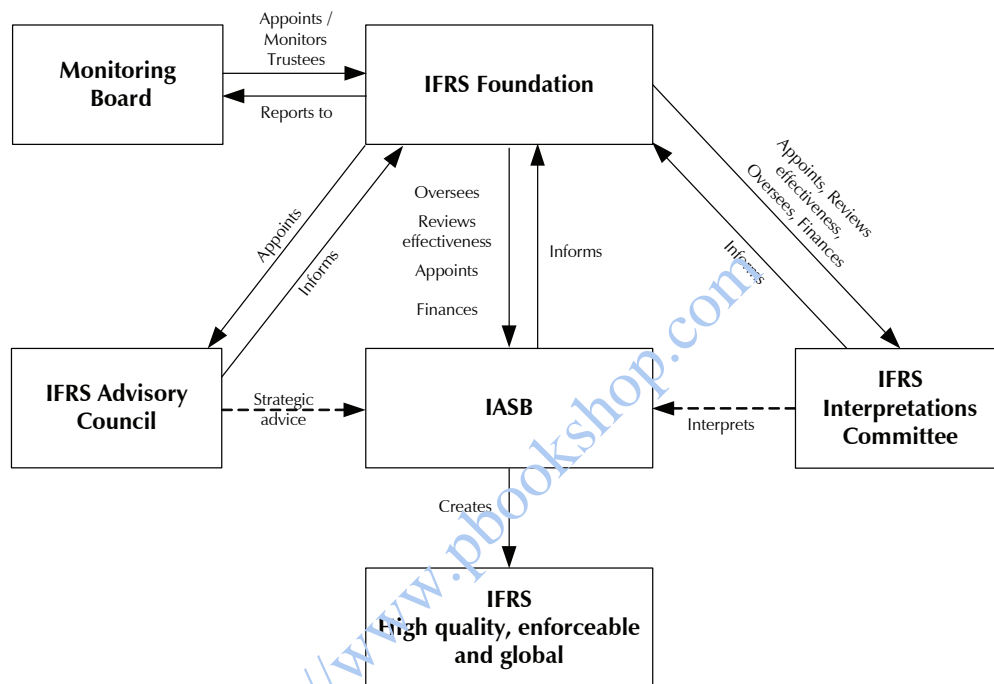 Appoints /
Monitors
Trustees
Monitoring
Board
IFRS Foundation
Reports to
Appoints
Informs
Oversees
Reviews
effectiveness
Appoints
Finances
Informs
Appoints, Reviews
effectiveness,
Oversees, Finances
Informs
IFRS Advisory
Council
Strategic
advice
IASB
Interprets
IFRS
Interpretations
Committee
Creates
IFRS
High quality, enforceable
and global
//www.pbookshop.com